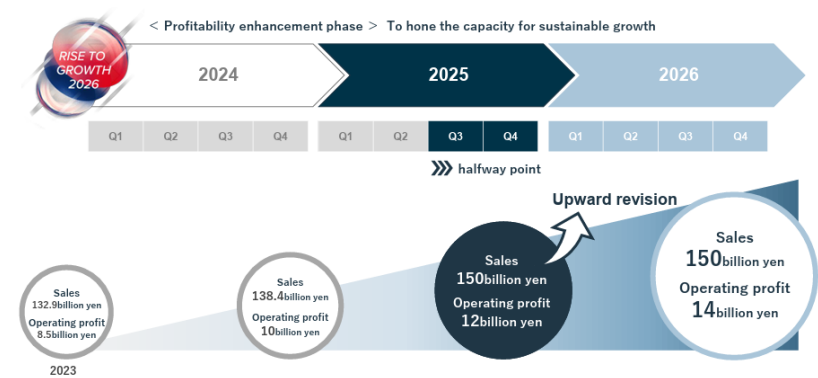 < Profitability enhancement phase > To hone the capacity for sustainable growth
RISE TO
GROWTH
2026
2024
2025
2026
Q1 Q2 Q3 Q4 Q1 Q2 Q3 Q4 Q1 Q2 Q3 Q4
halfway point
Upward revision
Sales
132.9billion yen
Operating profit
8.5billion yen
2023
Sales
138.4billion yen
Operating profit
10billion yen
Sales
150billion yen
Operating profit
12billion yen
Sales
150billion yen
Operating profit
14billion yen